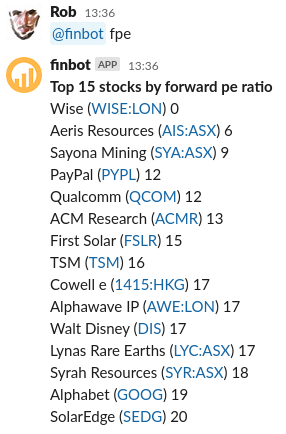 Rob 13:36
@finbot fpe
finbot APP 13:36
Top 15 stocks by forward pe ratio
Wise (WISE:LON) 0
Aeris Resources (AIS:ASX) 6
Sayona Mining (SYA:ASX) 9
PayPal (PYPL) 12
Qualcomm (QCOM) 12
ACM Research (ACMR) 13
First Solar (FSLR) 15
TSM (TSM) 16
Cowell e (1415:HKG) 17
Alphawave IP (AWE:LON) 17
Walt Disney (DIS) 17
Lynas Rare Earths (LYC:ASX) 17
Syrah Resources (SYR:ASX) 18
Alphabet (GOOG) 19
SolarEdge (SEDG) 20